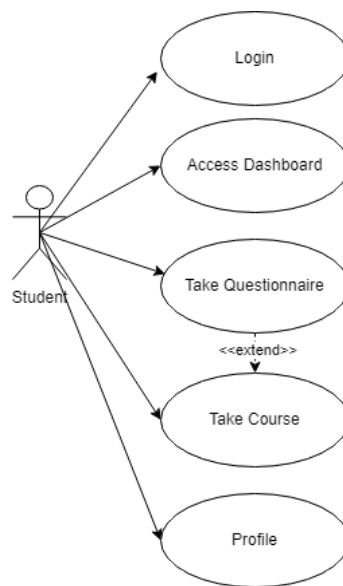 Login
Access Dashboard
Student
Take Questionnaire
<<extend>>
Take Course
Profile